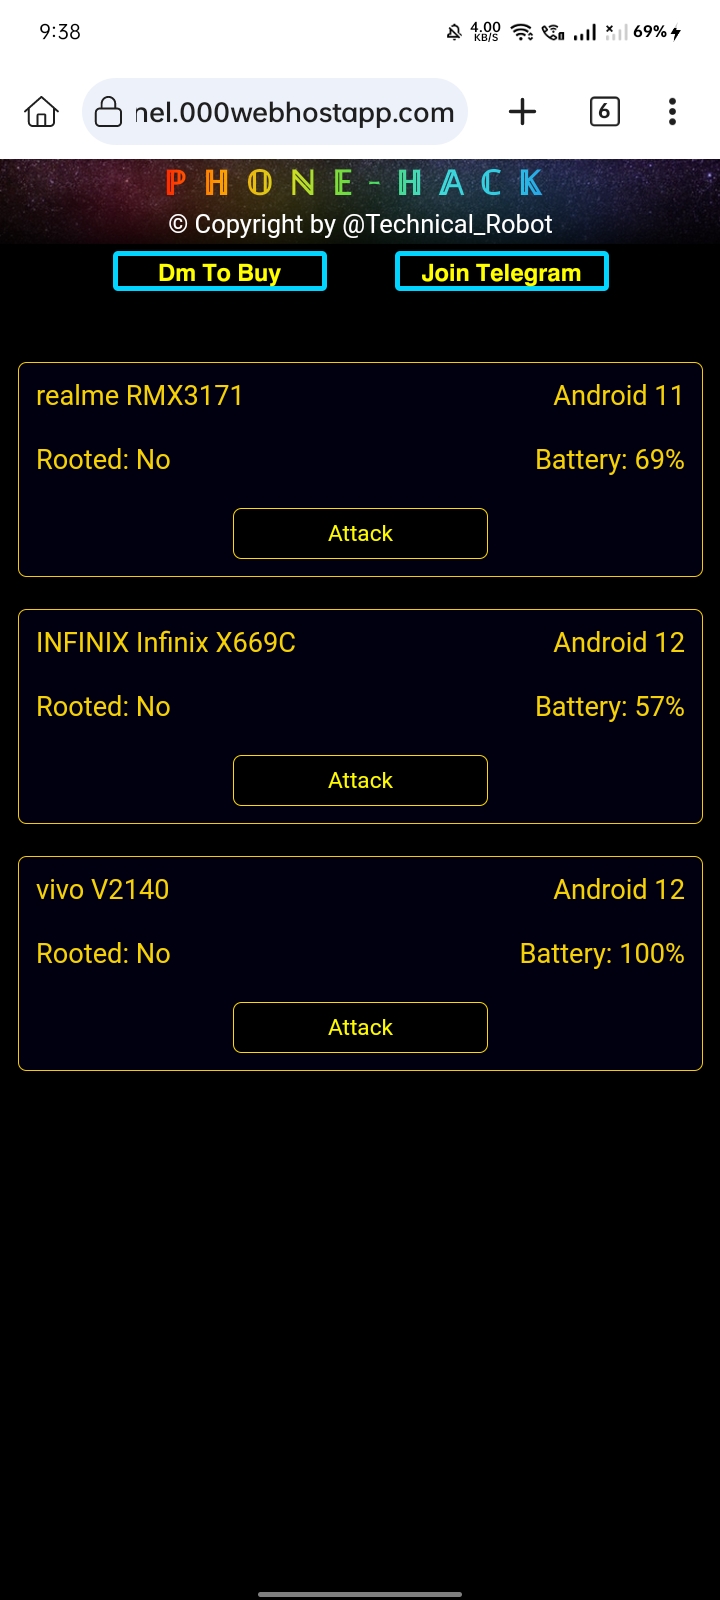 9:38 4.00 KB/S 69%
nel.000webhostapp.com 6
PHONE-HACK
© Copyright by @Technical_Robot
Dm To Buy Join Telegram
realme RMX3171 Android 11
Rooted: No Battery: 69%
Attack
INFINIX Infinix X669C Android 12
Rooted: No Battery: 57%
Attack
vivo V2140 Android 12
Rooted: No Battery: 100%
Attack